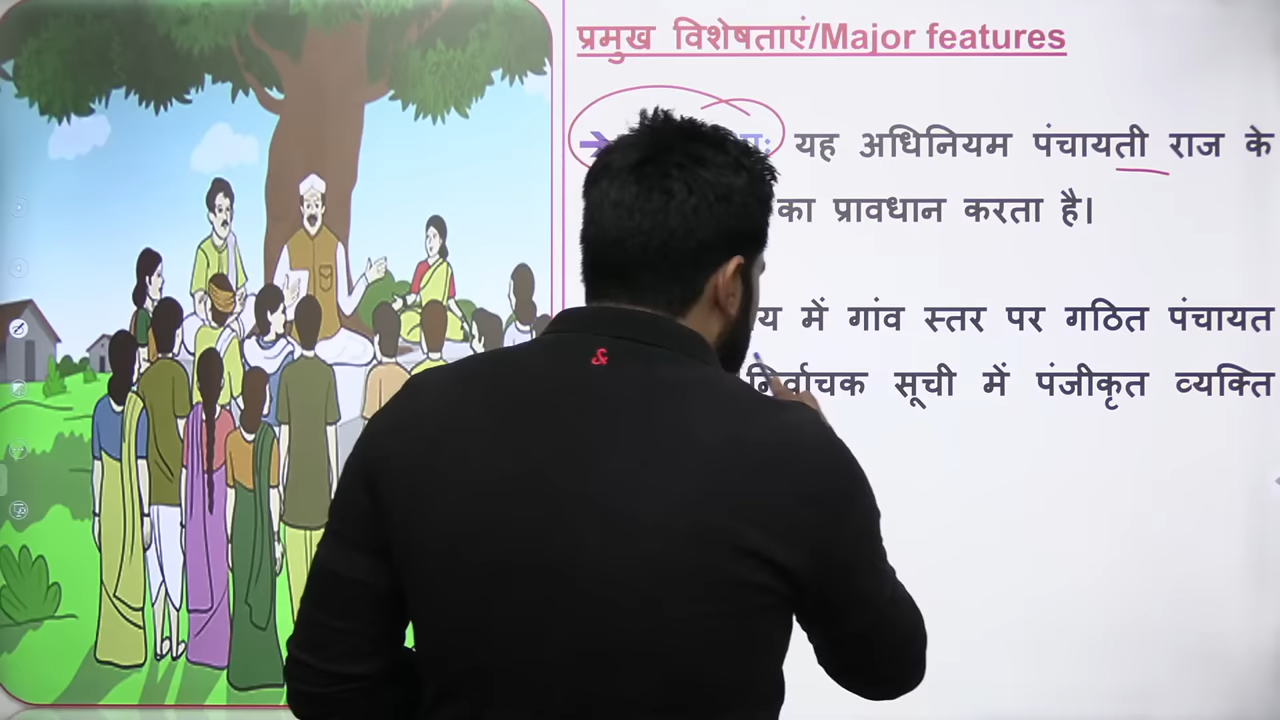 प्रमुख विशेषताएं/Major features
यह अधिनियम पंचायती राज के
का प्रावधान करता है।
में गांव स्तर पर गठित पंचायत
निर्वाचक सूची में पंजीकृत व्यक्ति
&